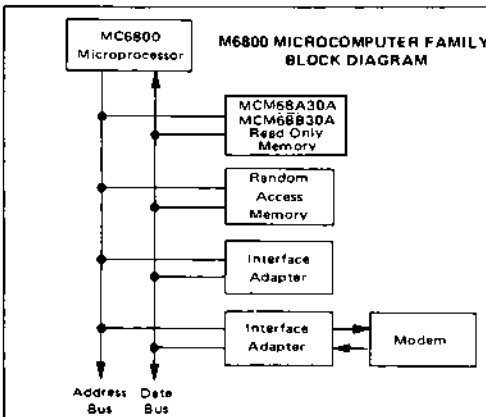 MC6800
Microprocessor
M6800 MICROCOMPUTER FAMILY
BLOCK DIAGRAM
MCM68A30A
MCM68B30A
Read Only
Memory
Random
Access
Memory
Interface
Adapter
Interface
Adapter
Modem
Address Data
Bus Bus